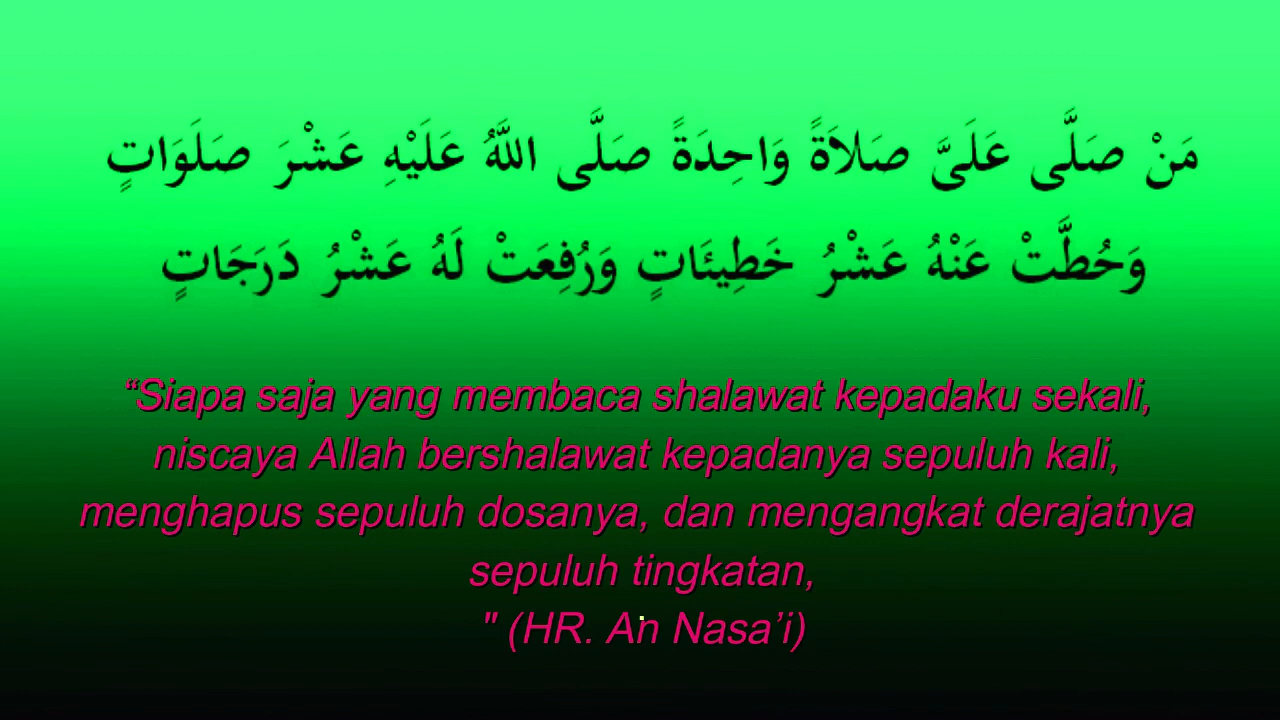 مَنْ صَلَّى عَلَىَّ صَلاَةً وَاحِدَةً صَلَّى اللَّهُ عَلَيْهِ عَشْرَ صَلَوَاتٍ
وَحُطَّتْ عَنْهُ عَشْرُ خَطِيئَاتٍ وَرُفِعَتْ لَهُ عَشْرُ دَرَجَاتٍ
“Siapa saja yang membaca shalawat kepadaku sekali,
niscaya Allah bershalawat kepadanya sepuluh kali,
menghapus sepuluh dosanya, dan mengangkat derajatnya
sepuluh tingkatan,
" (HR. An Nasa’i)